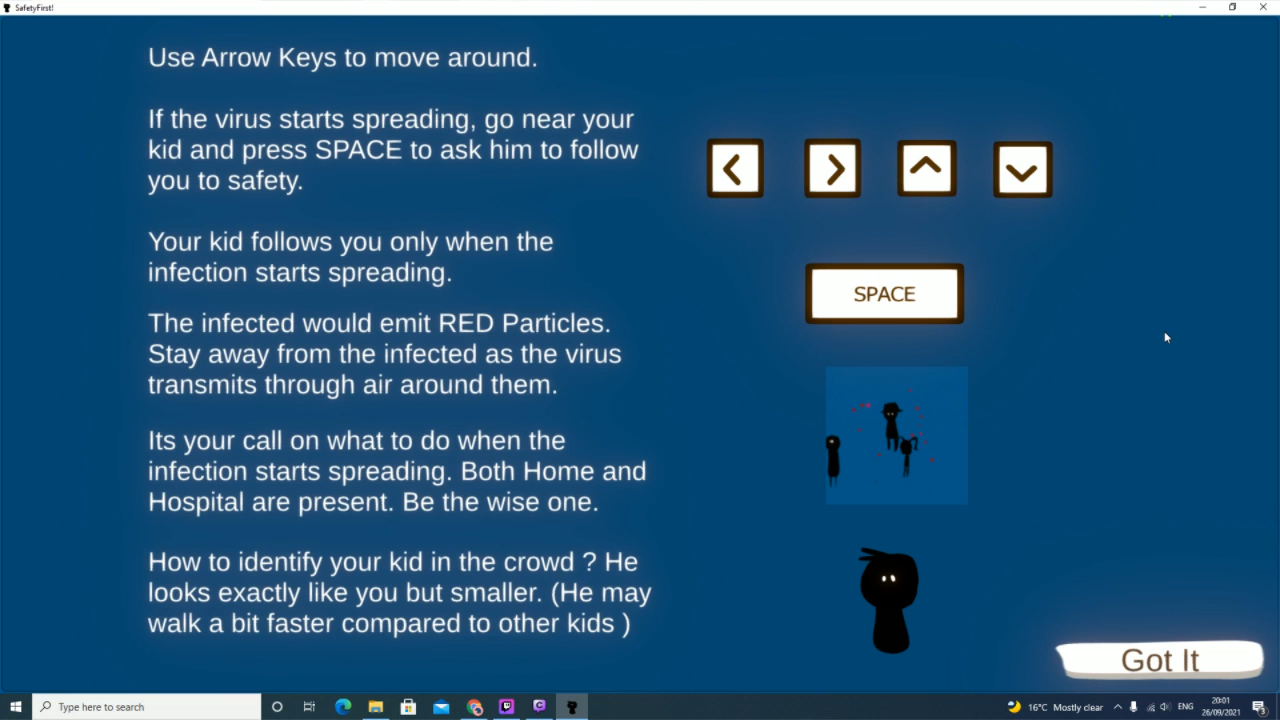 SafetyFirst!
Use Arrow Keys to move around.
If the virus starts spreading, go near your
kid and press SPACE to ask him to follow
you to safety.
Your kid follows you only when the
infection starts spreading.
SPACE
The infected would emit RED Particles.
Stay away from the infected as the virus
transmits through air around them.
Its your call on what to do when the
infection starts spreading. Both Home and
Hospital are present. Be the wise one.
How to identify your kid in the crowd ? He
looks exactly like you but smaller. (He may
walk a bit faster compared to other kids )
Got It
Type here to search
16°C Mostly clear
ENG
20:01
26/09/2021
3